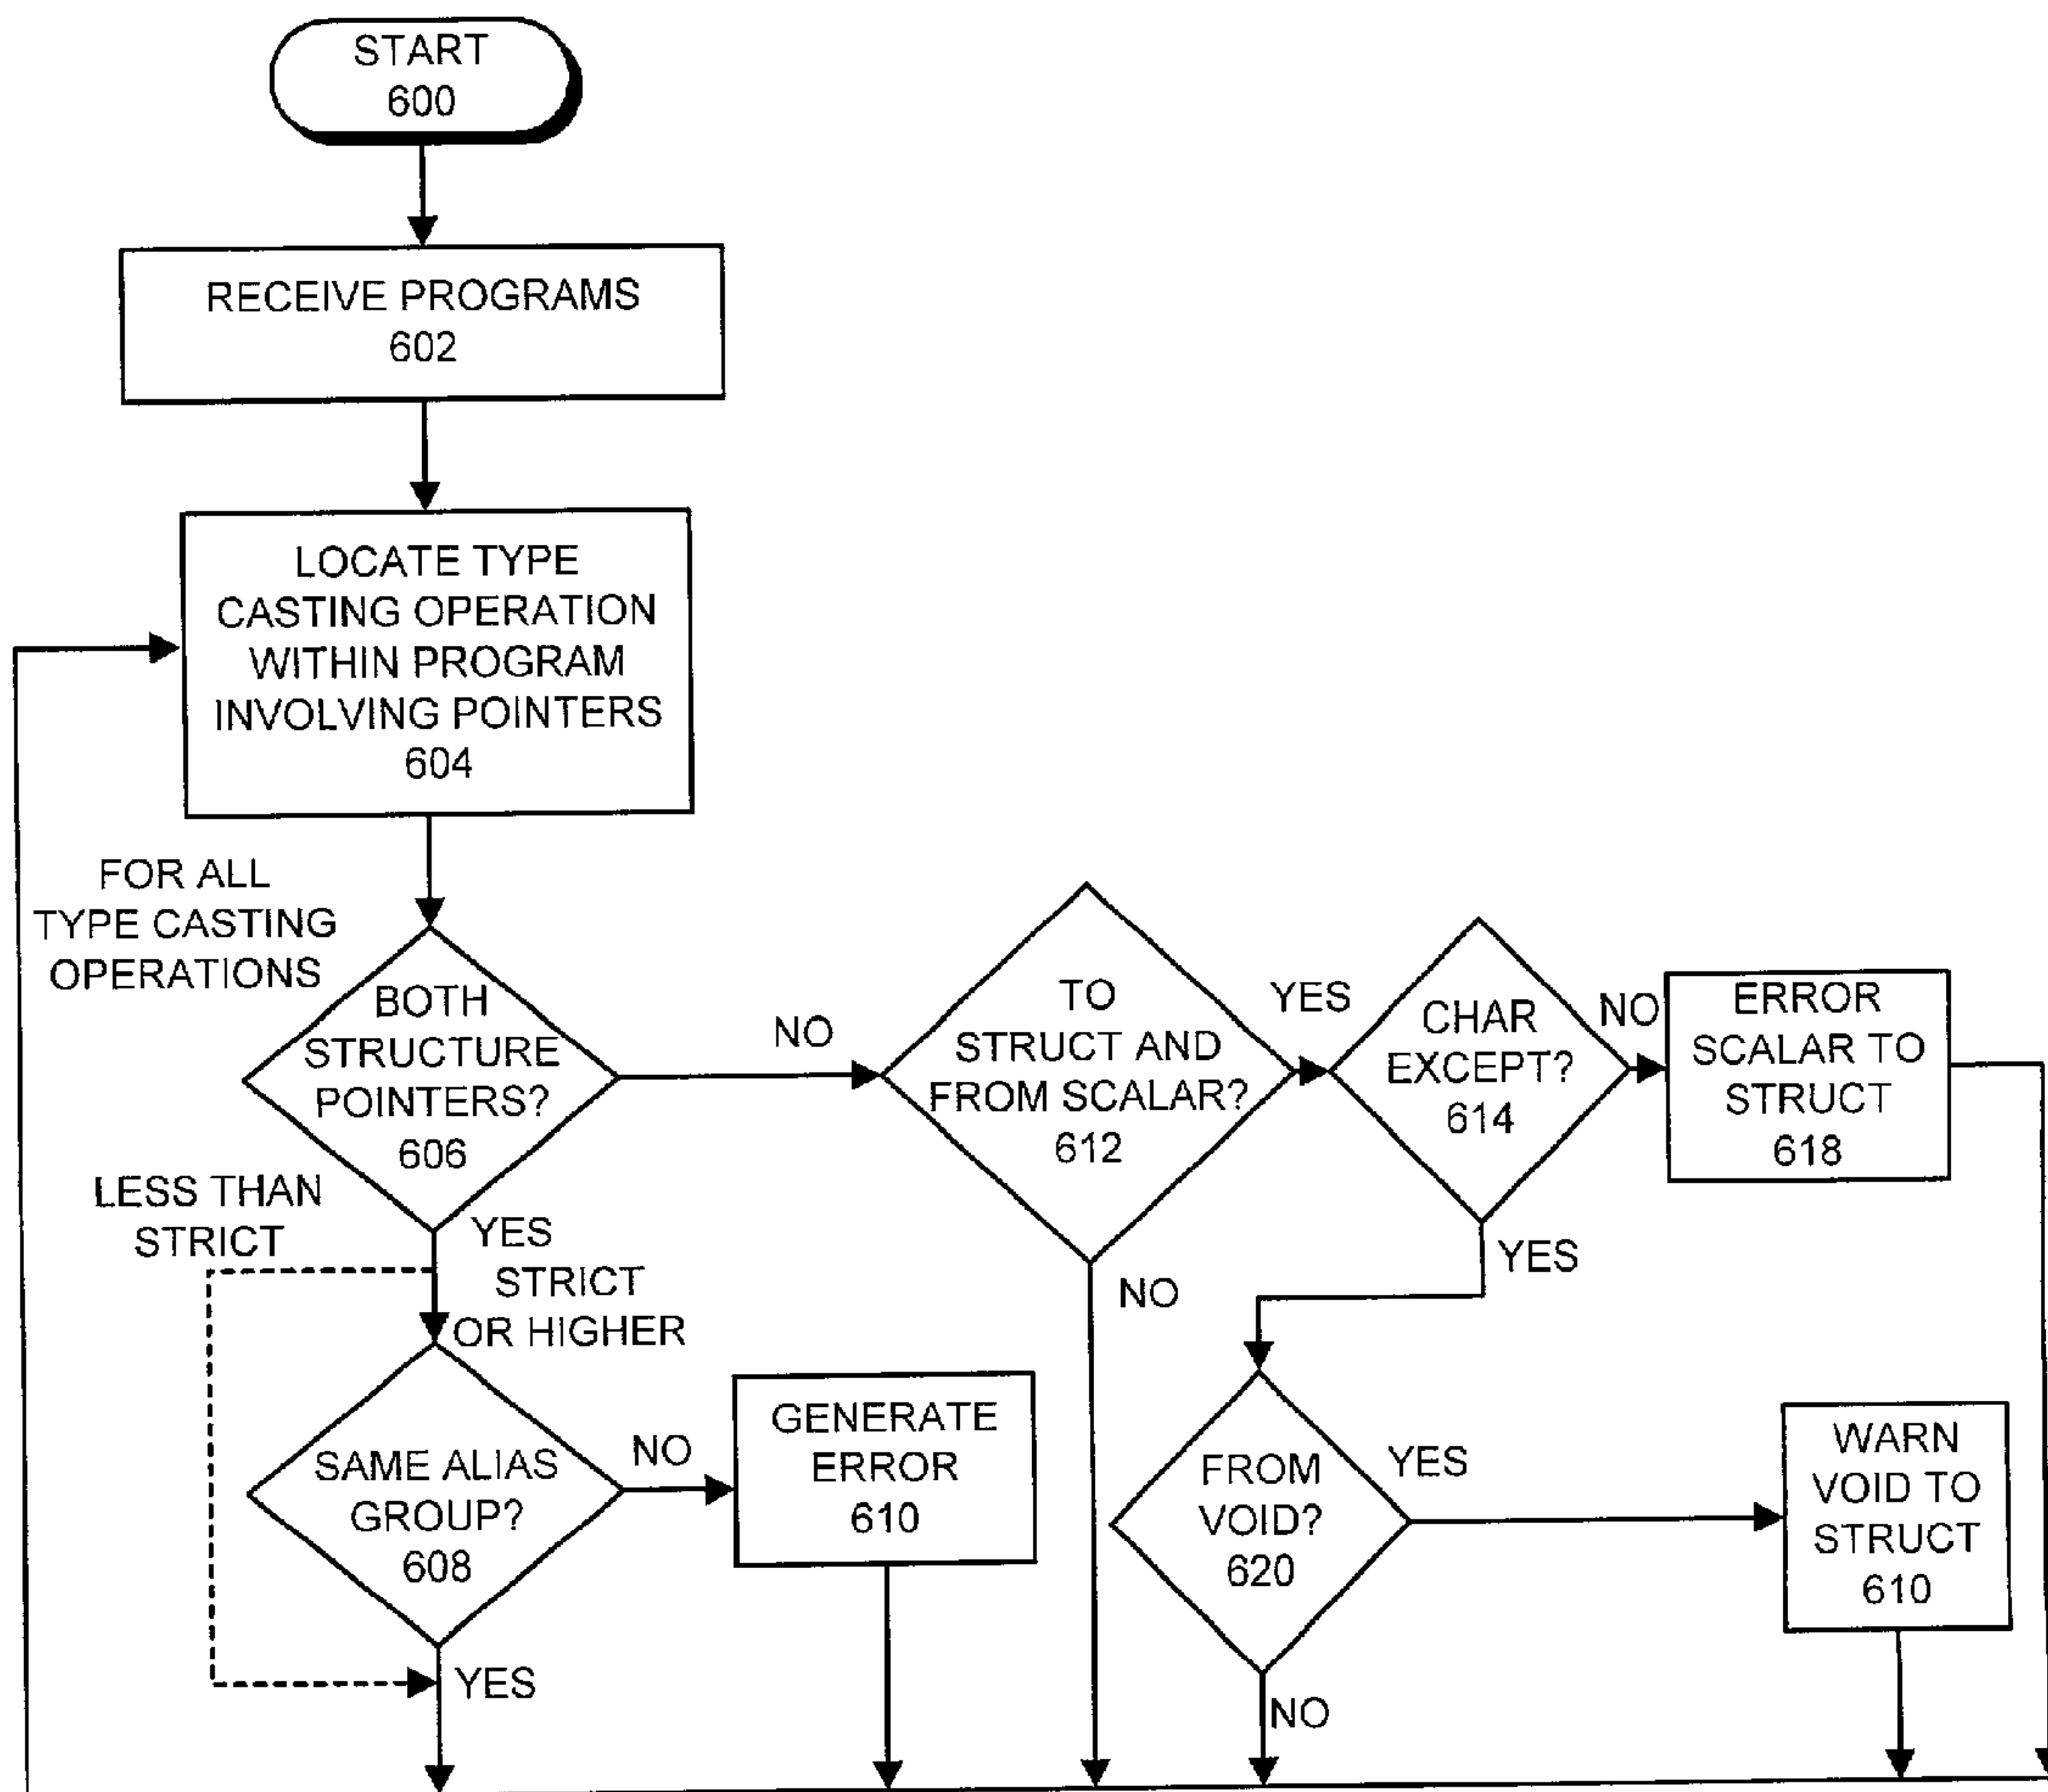 START
600
RECEIVE PROGRAMS
602
LOCATE TYPE
CASTING OPERATION
WITHIN PROGRAM
INVOLVING POINTERS
604
FOR ALL
TYPE CASTING
OPERATIONS
BOTH
STRUCTURE
POINTERS?
606
NO
TO
STRUCT AND
FROM SCALAR?
612
YES
CHAR
EXCEPT?
614
NO
ERROR
SCALAR TO
STRUCT
618
LESS THAN
STRICT
YES
STRICT
OR HIGHER
NO
YES
SAME ALIAS
GROUP?
608
NO
GENERATE
ERROR
610
FROM
VOID?
620
YES
WARN
VOID TO
STRUCT
610
YES
NO